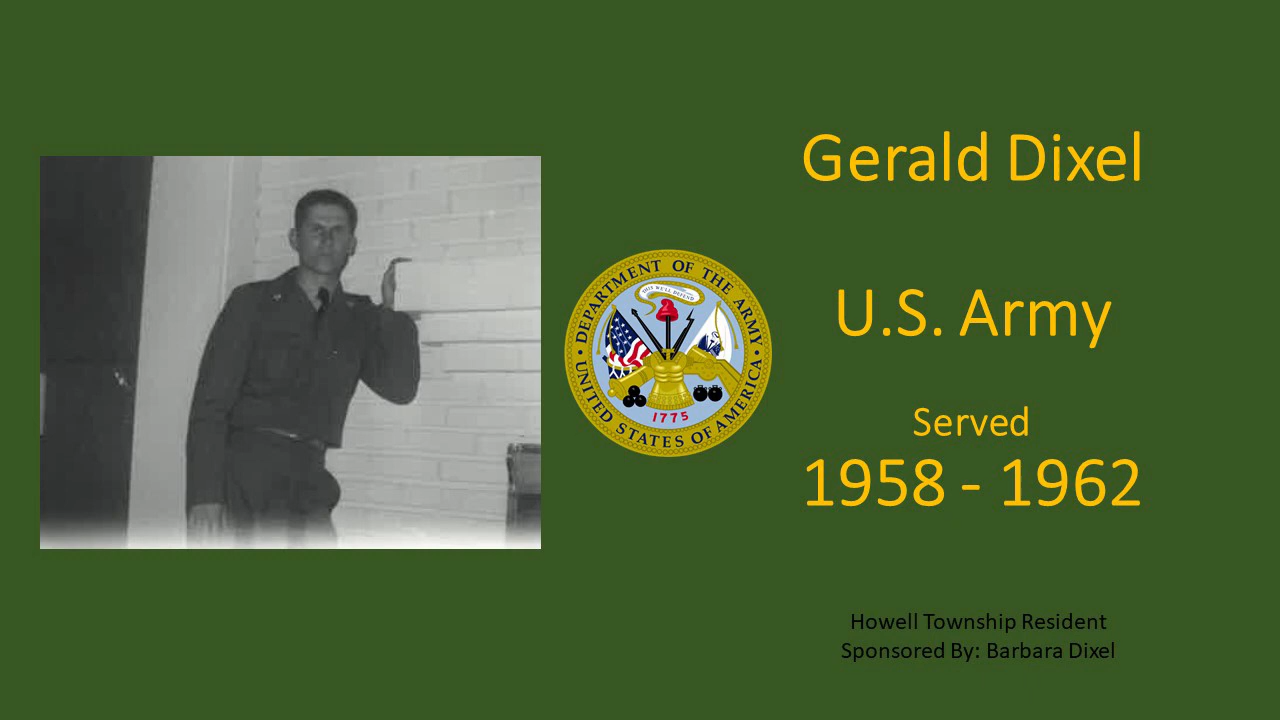 Gerald Dixel
U.S. Army
Served
1958 - 1962
Howell Township Resident
Sponsored By: Barbara Dixel
DEPARTMENT OF THE ARMY
THIS WE'LL DEFEND
1775
UNITED STATES OF AMERICA